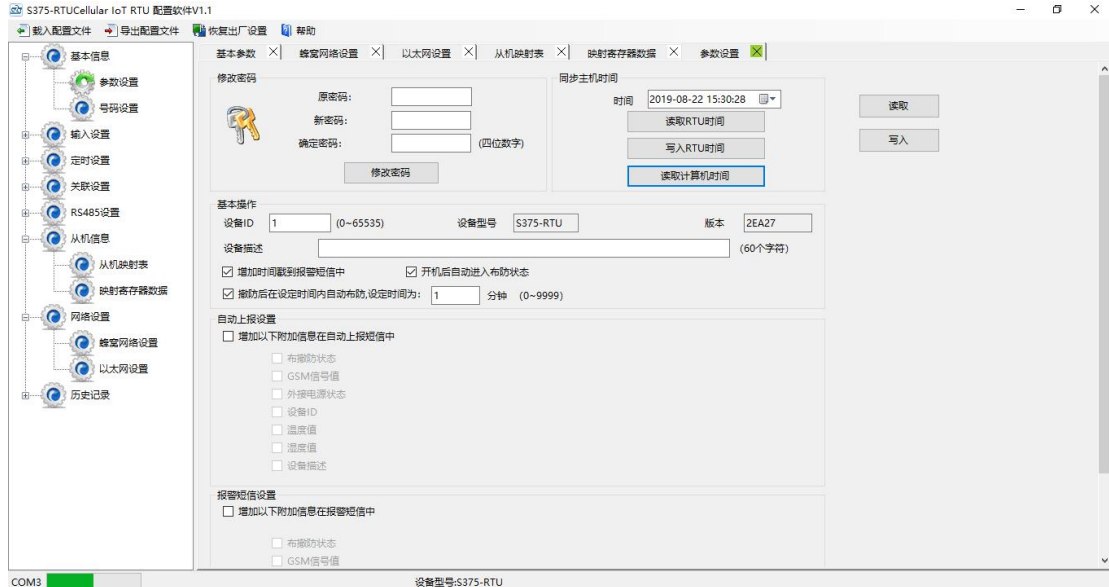 S375-RTUCellular IoT RTU 配置软件V1.1
载入配置文件 导出配置文件 恢复出厂设置 帮助
基本信息
参数设置
号码设置
输入设置
定时设置
关联设置
RS485设置
从机信息
从机映射表
映射寄存器数据
网络设置
蜂窝网络设置
以太网设置
历史记录
基本参数 蜂窝网络设置 以太网设置 从机映射表 映射寄存器数据 参数设置
修改密码
原密码:
新密码:
确定密码: (四位数字)
修改密码
同步主机时间
时间 2019-08-22 15:30:28
读取RTU时间
写入RTU时间
读取计算机时间
读取
写入
基本操作
设备ID 1 (0~65535) 设备型号 S375-RTU 版本 2EA27
设备描述 (60个字符)
增加时间戳到报警短信中 开机后自动进入布防状态
撤防后在设定时间内自动布防,设定时间为: 1 分钟 (0~9999)
自动上报设置
增加以下附加信息在自动上报短信中
布撤防状态
GSM信号值
外接电源状态
设备ID
温度值
湿度值
设备描述
报警短信设置
增加以下附加信息在报警短信中
布撤防状态
GSM信号值
COM3 设备型号:S375-RTU